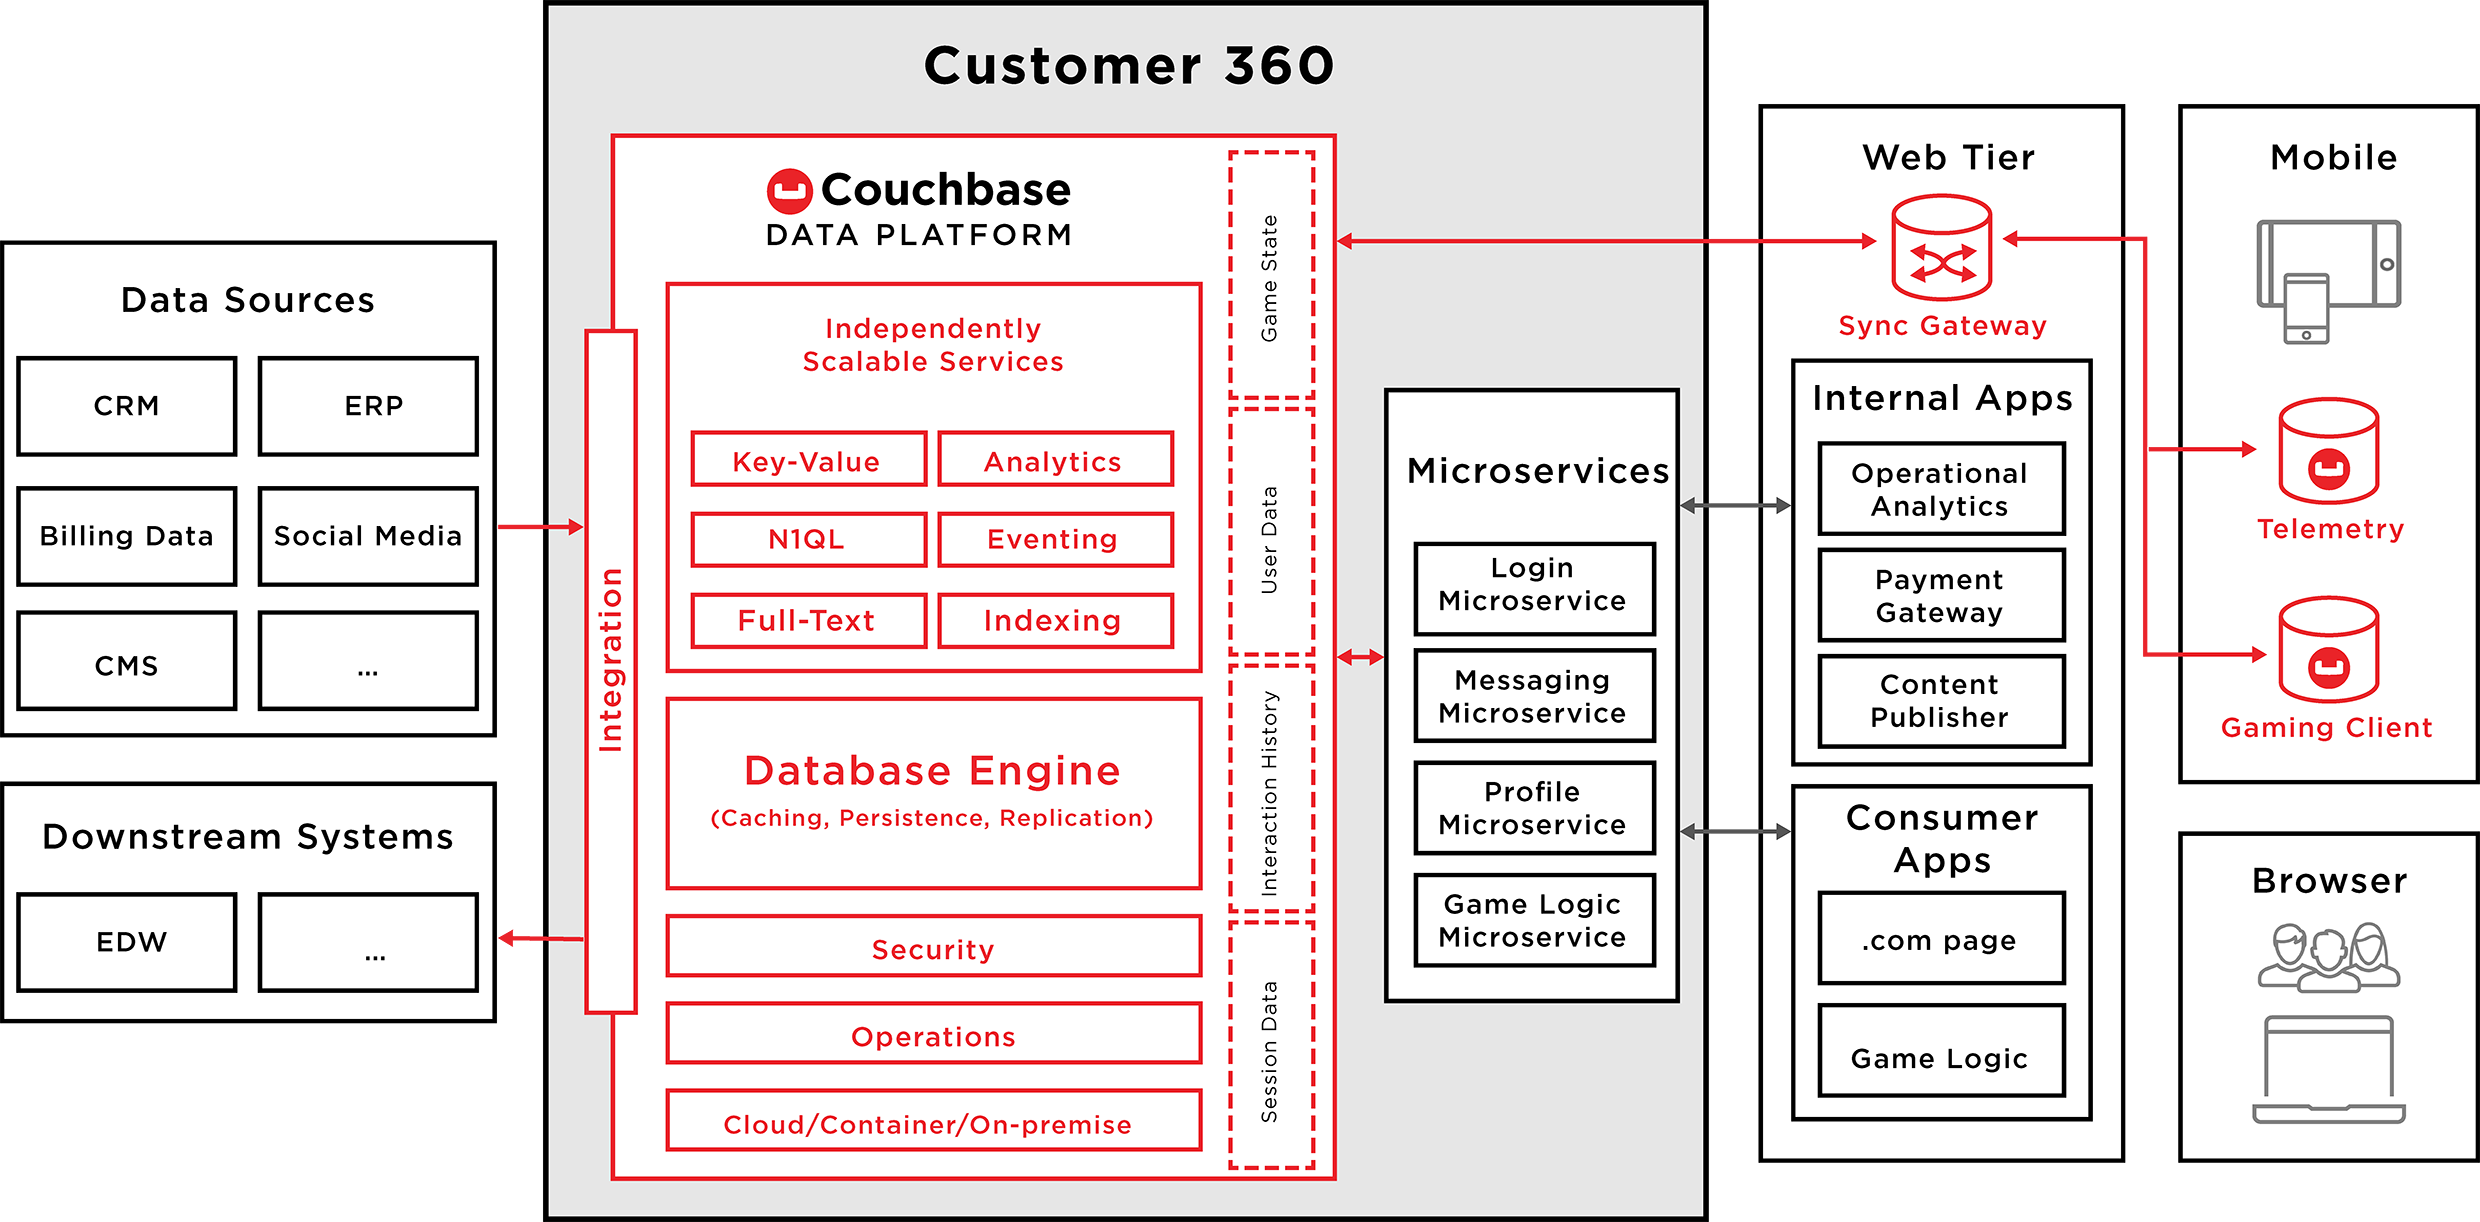 Customer 360
Couchbase
DATA PLATFORM
Data Sources
CRM
ERP
Billing Data
Social Media
CMS
...
Downstream Systems
EDW
...
Integration
Independently
Scalable Services
Key-Value
Analytics
N1QL
Eventing
Full-Text
Indexing
Database Engine
(Caching, Persistence, Replication)
Security
Operations
Cloud/Container/On-premise
Game State
User Data
Interaction History
Session Data
Microservices
Login
Microservice
Messaging
Microservice
Profile
Microservice
Game Logic
Microservice
Web Tier
Sync Gateway
Internal Apps
Operational
Analytics
Payment
Gateway
Content
Publisher
Consumer
Apps
.com page
Game Logic
Mobile
Telemetry
Gaming Client
Browser